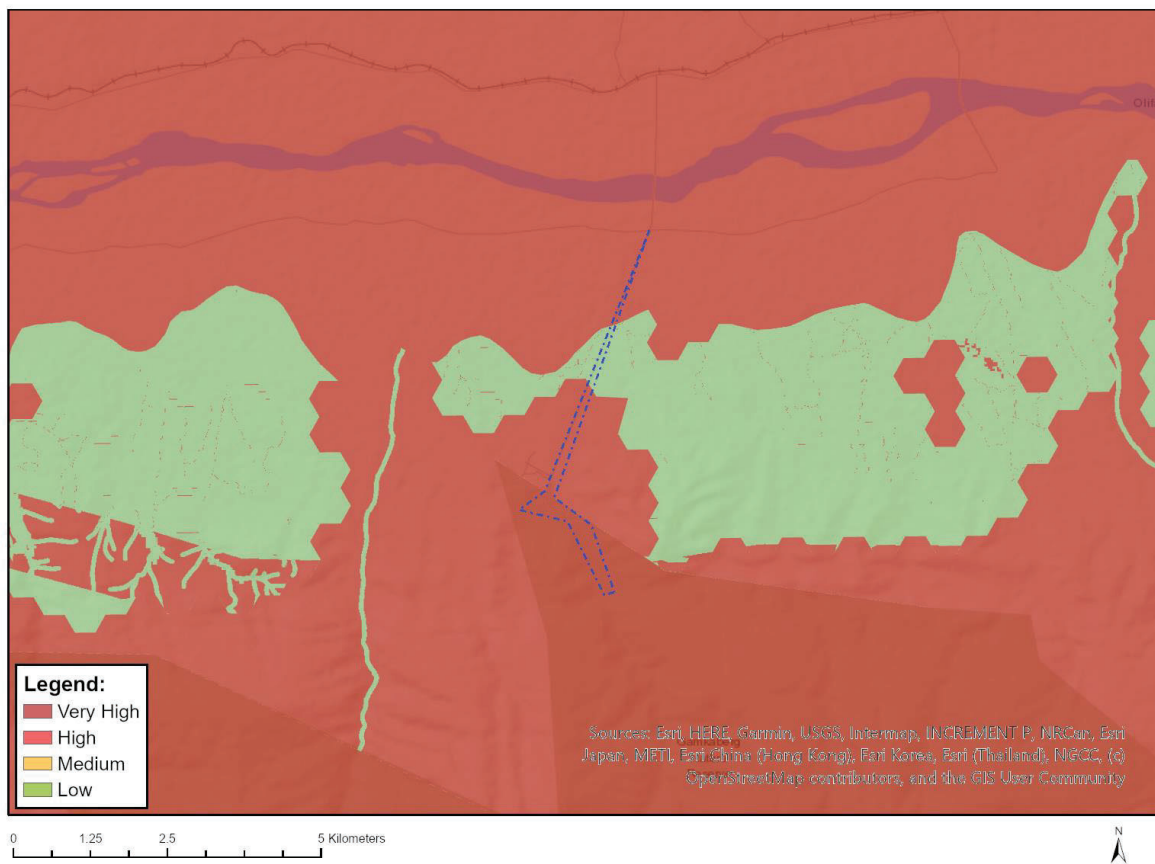 Olif
Legend:
Very High
High
Medium
Low
Sources: Esri, HERE, Garmin, USGS, Intermap, INCREMENT P, NRCan, Esri
Japan, METI, Esri China (Hong Kong), Esri Korea, Esri (Thailand), NGCC, (c)
OpenStreetMap contributors, and the GIS User Community
0 1.25 2.5 5 Kilometers
N